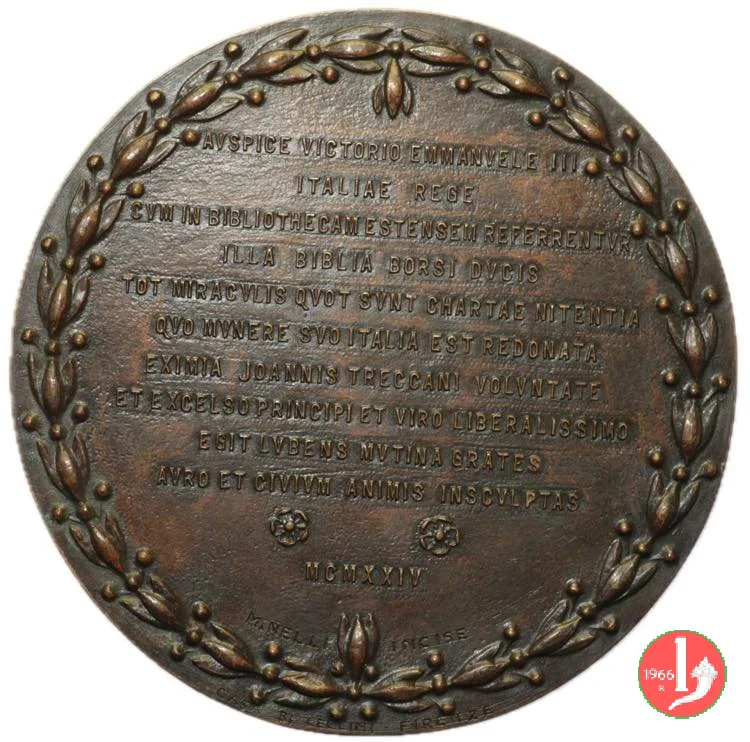 AVSPICE VICTORIO EMMANVELE III
ITALIAE REGE
CVM IN BIBLIOTHECAM ESTENSEM REFERRENTVR
ILLA BIBLIA BORSI DVCIS
TOT MIRACVLIS QVOT SVNT CHARTAE NITENTIA
QVO MVNERE SVO ITALIA EST REDONATA
EXIMIA JOANNIS TRECCANI VOLVNTATE
ET EXCELSO PRINCIPI ET VIRO LIBERALISSIMO
EGIT LVBENS MVTINA GRATES
AVRO ET CIVIVM ANIMIS INSCVLPTAS
MCMXXIV
M. NELLI INCISE
CELLINI - FIRENZE
1966
R